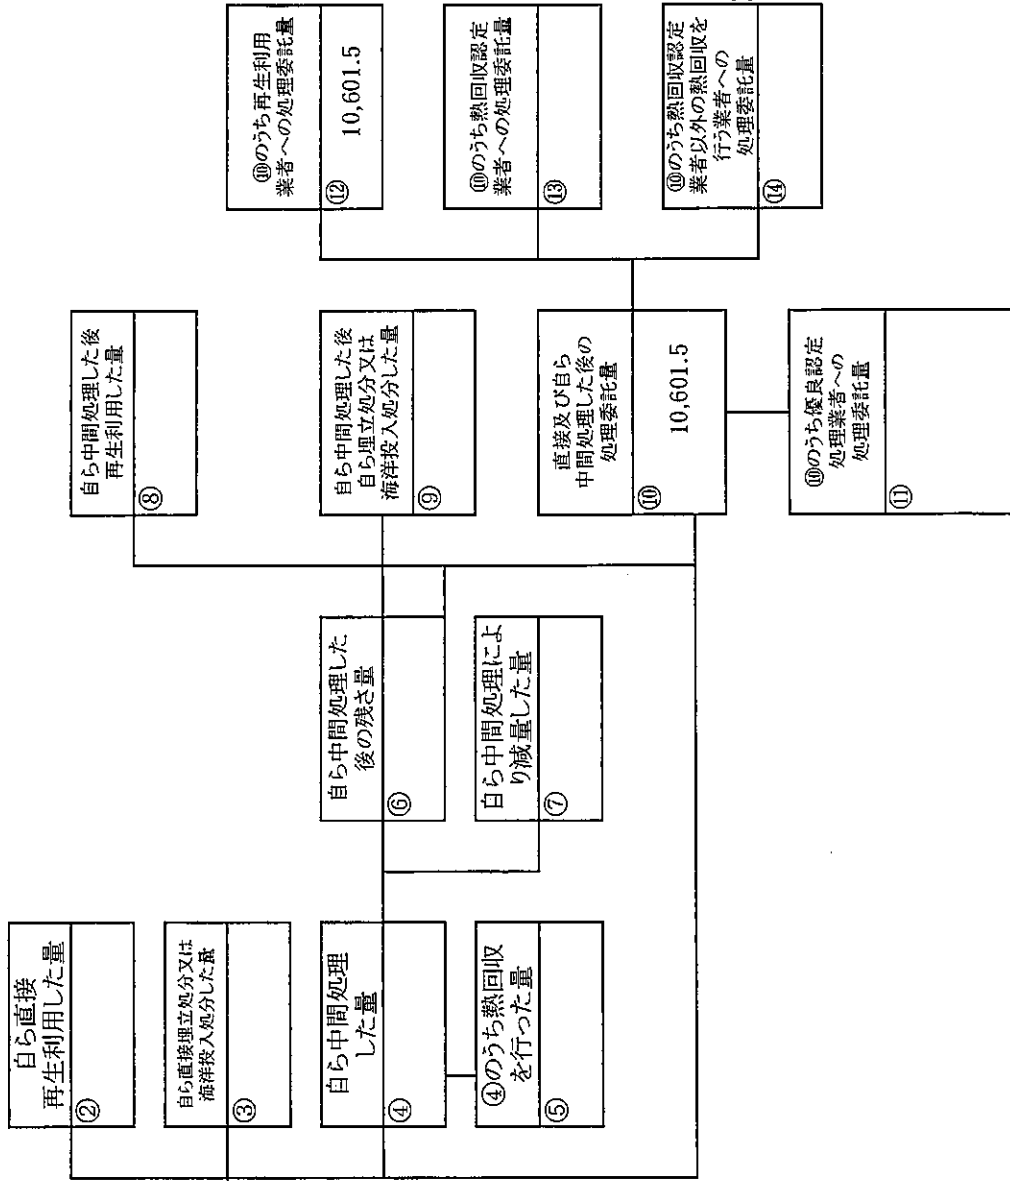 自ら直接
再生利用した量
②
自ら直接埋立処分又は
海洋投入処分した量
③
自ら中間処理
した量
④
④のうち熱回収
を行った量
⑤
自ら中間処理した
後の残さ量
⑥
自ら中間処理によ
り減量した量
⑦
自ら中間処理した後
再生利用した量
⑧
自ら中間処理した後
自ら埋立処分又は
海洋投入処分した量
⑨
直接及び自ら
中間処理した後の
処理委託量
⑩
10,601.5
⑩のうち優良認定
処理業者への
処理委託量
⑪
⑩のうち再生利用
業者への処理委託量
⑫
10,601.5
⑩のうち熱回収認定
業者への処理委託量
⑬
⑩のうち熱回収認定
業者以外の熱回収を
行う業者への
処理委託量
⑭